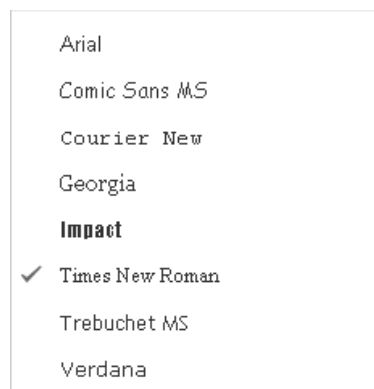 Arial
Comic Sans MS
Courier New
Georgia
Impact
Times New Roman
Trebuchet MS
Verdana